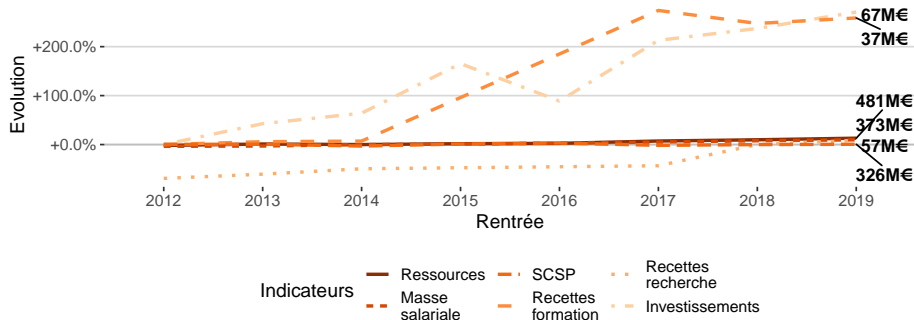 67M€
+200.0%
37M€
Evolution
+100.0%
481M€
373M€
+0.0%
57M€
326M€
2012 2013 2014 2015 2016 2017 2018 2019
Rentrée
Indicateurs
Ressources
Masse
salariale
SCSP
Recettes
formation
Recettes
recherche
Investissements